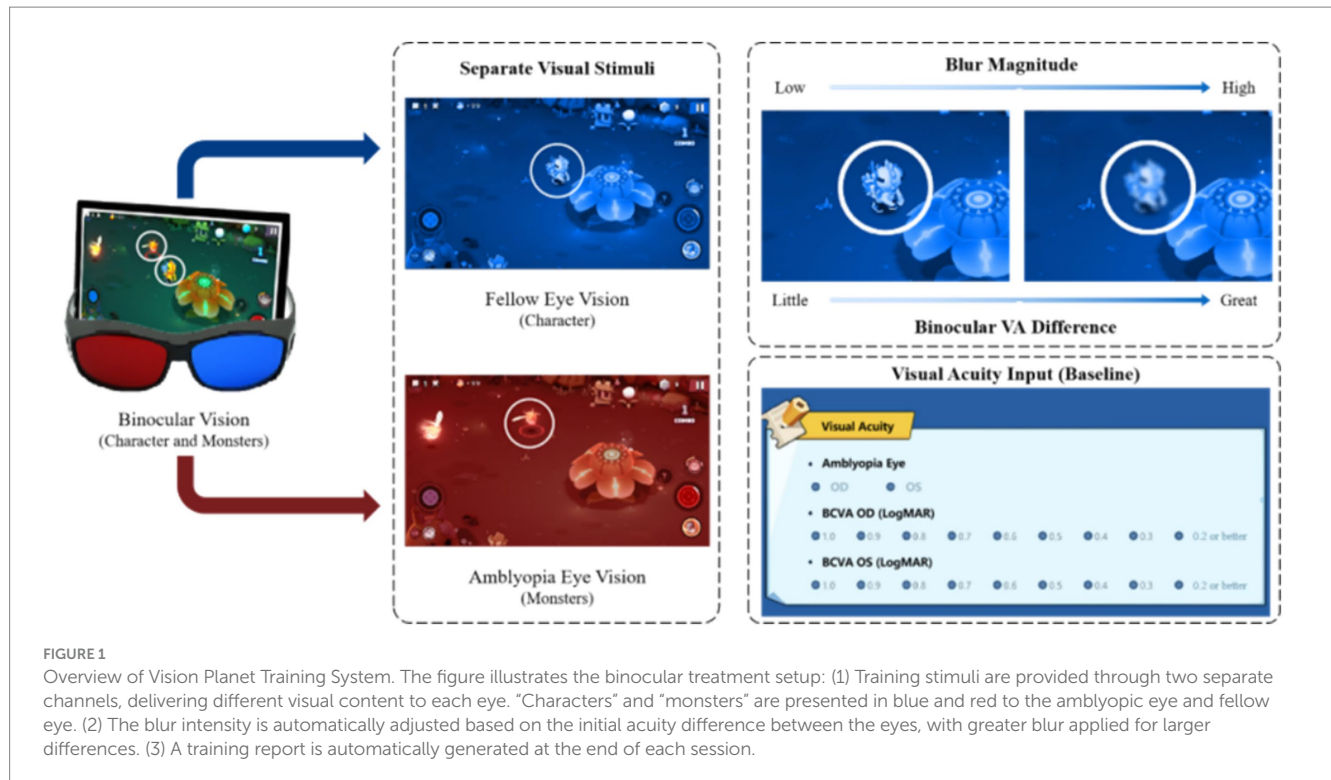 Separate Visual Stimuli
1
COMBO
Fellow Eye Vision
(Character)
Binocular Vision
(Character and Monsters)
1
COMBO
Amblyopia Eye Vision
(Monsters)
Blur Magnitude
Low High
Little Great
Binocular VA Difference
Visual Acuity Input (Baseline)
Visual Acuity
• Amblyopia Eye
OD OS
• BCVA OD (LogMAR)
1.0 0.9 0.8 0.7 0.6 0.5 0.4 0.3 0.2 or better
• BCVA OS (LogMAR)
1.0 0.9 0.8 0.7 0.6 0.5 0.4 0.3 0.2 or better
FIGURE 1
Overview of Vision Planet Training System. The figure illustrates the binocular treatment setup: (1) Training stimuli are provided through two separate
channels, delivering different visual content to each eye. “Characters” and “monsters” are presented in blue and red to the amblyopic eye and fellow
eye. (2) The blur intensity is automatically adjusted based on the initial acuity difference between the eyes, with greater blur applied for larger
differences. (3) A training report is automatically generated at the end of each session.